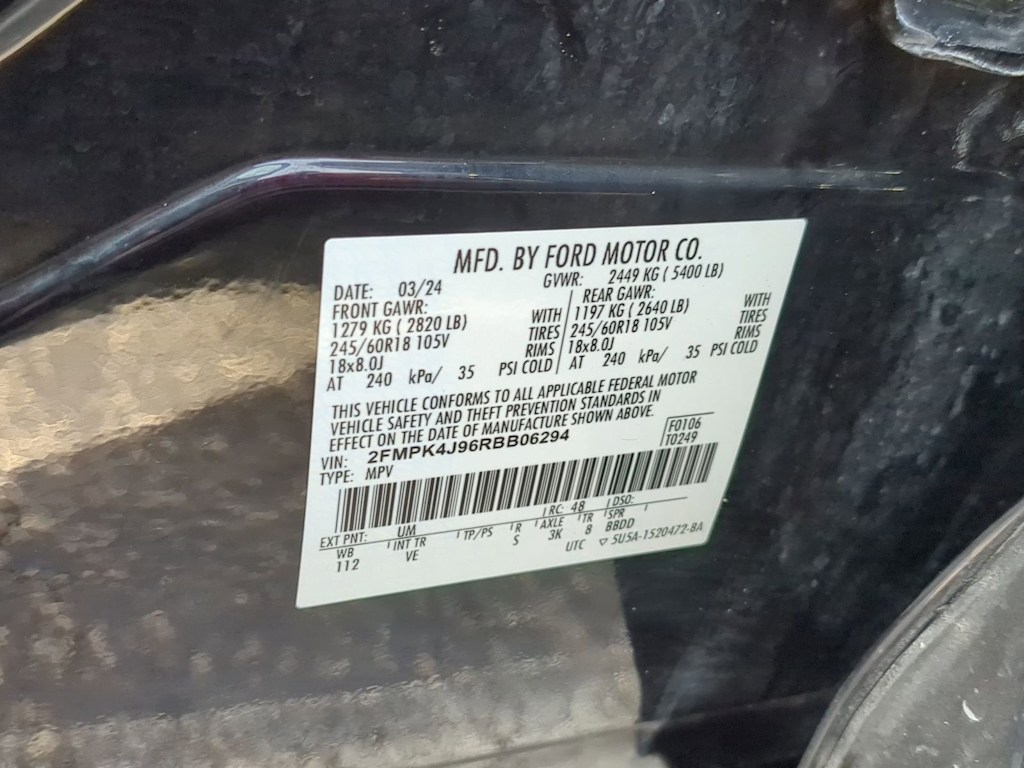 MFD. BY FORD MOTOR CO.
DATE: 03/24 GVWR: 2449 KG ( 5400 LB)
FRONT GAWR: REAR GAWR:
1279 KG ( 2820 LB) WITH 1197 KG ( 2640 LB) WITH
245/60R18 105V TIRES 245/60R18 105V TIRES
18x8.0J RIMS 18x8.0J RIMS
AT 240 kPa/ 35 PSI COLD AT 240 kPa/ 35 PSI COLD
THIS VEHICLE CONFORMS TO ALL APPLICABLE FEDERAL MOTOR
VEHICLE SAFETY AND THEFT PREVENTION STANDARDS IN
EFFECT ON THE DATE OF MANUFACTURE SHOWN ABOVE.
VIN: 2FMPK4J96RBB06294 F0106
TYPE: MPV T0249
EXT PNT: UM RC: 48 DSO:
WB INT TR TP/PS R AXLE TR SPR
112 VE S 3K 8 BBDD
UTC ▽ 5U5A-1520472-BA